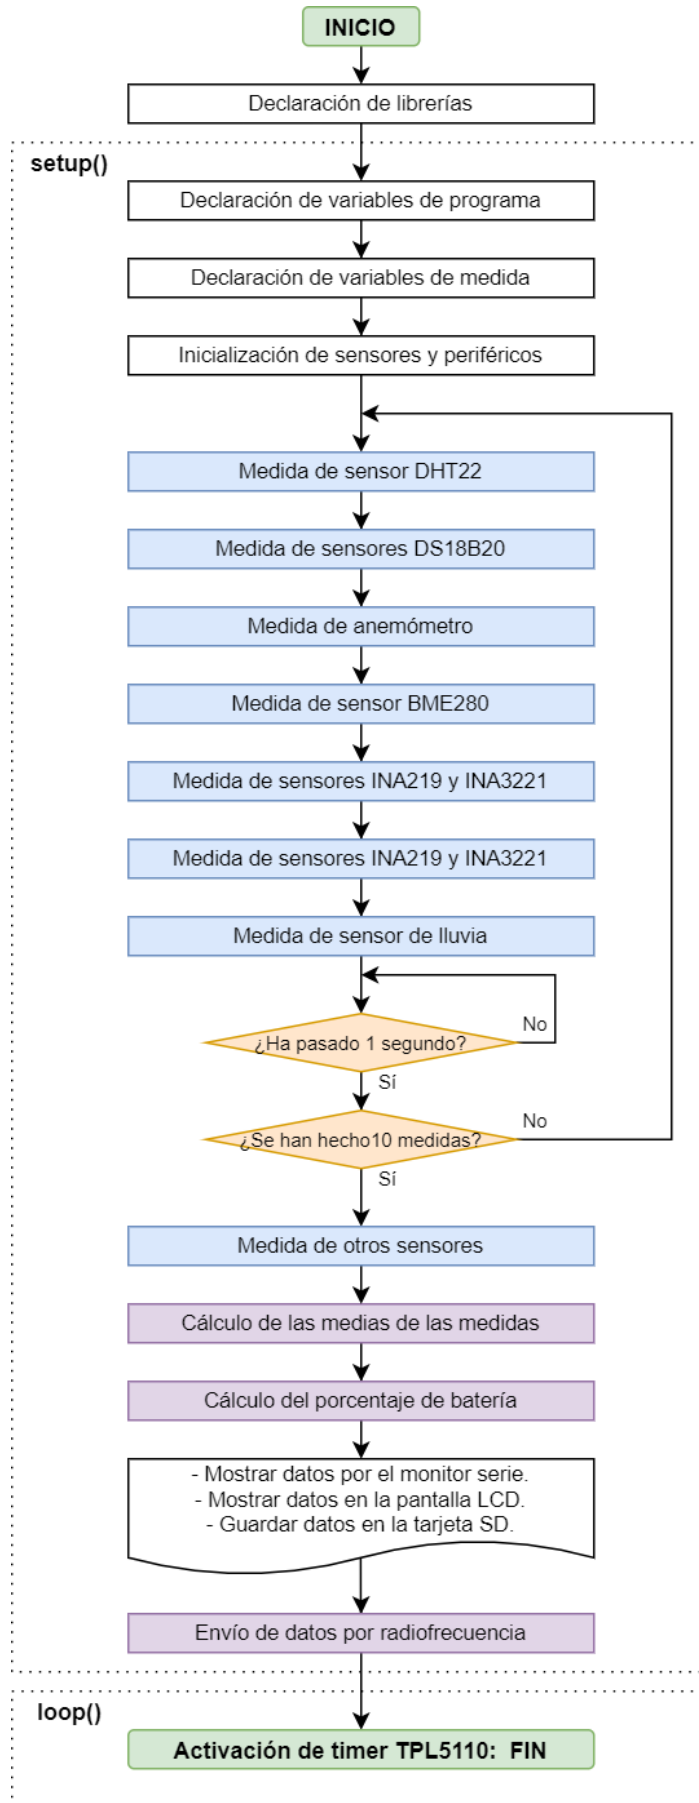 INICIO
Declaración de librerías
setup()
Declaración de variables de programa
Declaración de variables de medida
Inicialización de sensores y periféricos
Medida de sensor DHT22
Medida de sensores DS18B20
Medida de anemómetro
Medida de sensor BME280
Medida de sensores INA219 y INA3221
Medida de sensores INA219 y INA3221
Medida de sensor de lluvia
No
¿Ha pasado 1 segundo?
Sí
No
¿Se han hecho10 medidas?
Sí
Medida de otros sensores
Cálculo de las medias de las medidas
Cálculo del porcentaje de batería
- Mostrar datos por el monitor serie.
- Mostrar datos en la pantalla LCD.
- Guardar datos en la tarjeta SD.
Envío de datos por radiofrecuencia
loop()
Activación de timer TPL5110: FIN